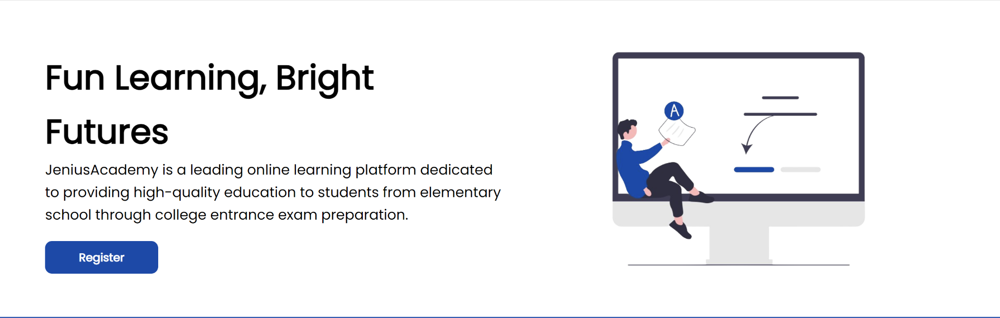 Fun Learning, Bright
Futures
JeniusAcademy is a leading online learning platform dedicated
to providing high-quality education to students from elementary
school through college entrance exam preparation.
Register
A